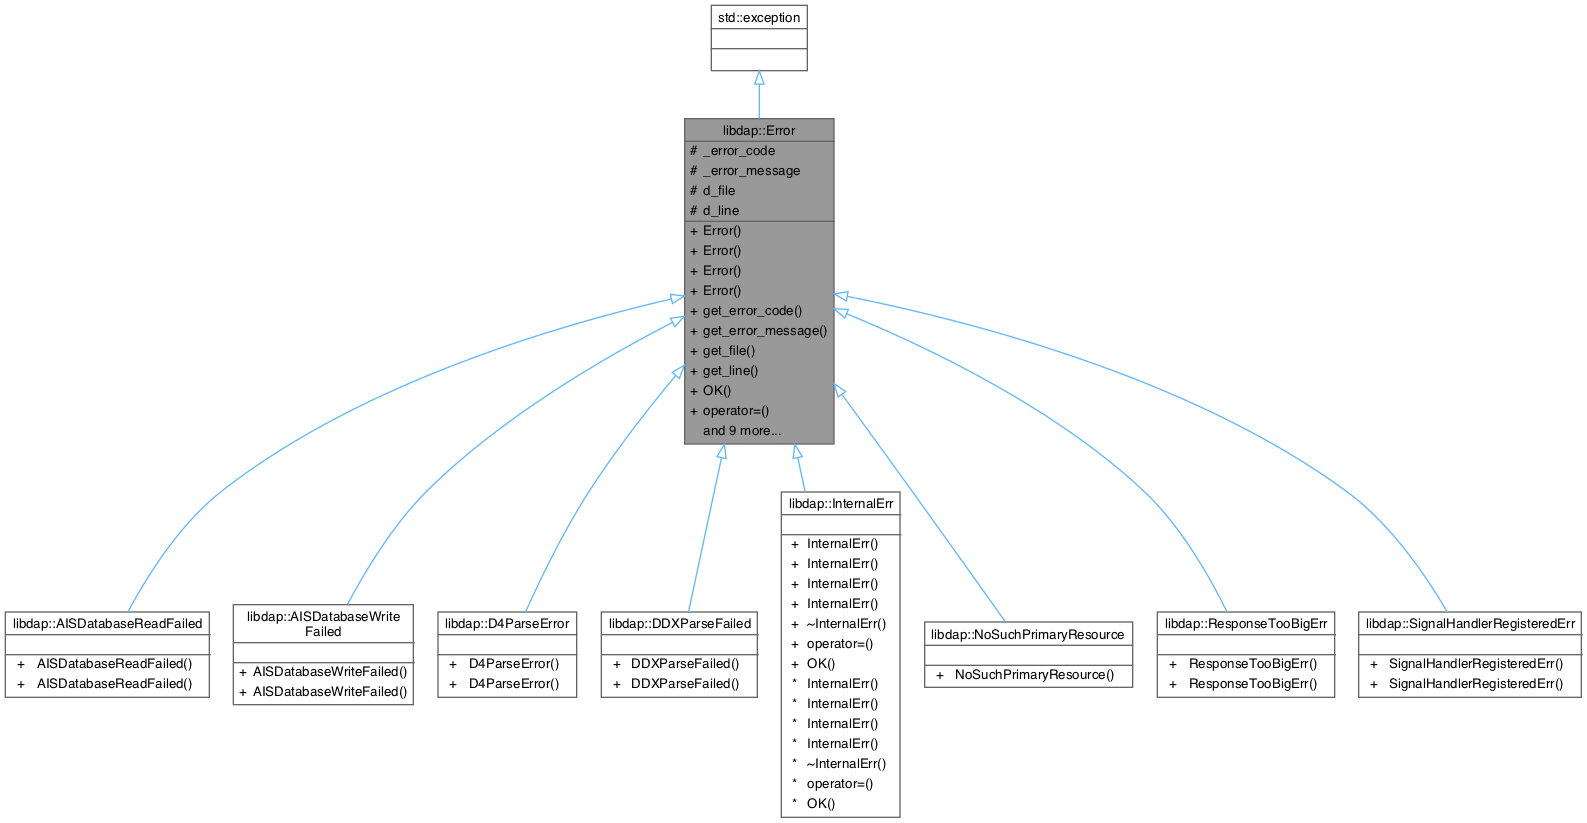 std::exception
libdap::Error
# _error_code
# _error_message
# d_file
# d_line
+ Error()
+ Error()
+ Error()
+ Error()
+ get_error_code()
+ get_error_message()
+ get_file()
+ get_line()
+ OK()
+ operator=()
and 9 more...
libdap::AISDatabaseReadFailed
+ AISDatabaseReadFailed()
+ AISDatabaseReadFailed()
libdap::AISDatabaseWrite
Failed
+ AISDatabaseWriteFailed()
+ AISDatabaseWriteFailed()
libdap::D4ParseError
+ D4ParseError()
+ D4ParseError()
libdap::DDXParseFailed
+ DDXParseFailed()
+ DDXParseFailed()
libdap::InternalErr
+ InternalErr()
+ InternalErr()
+ InternalErr()
+ InternalErr()
+ ~InternalErr()
+ operator=()
+ OK()
* InternalErr()
* InternalErr()
* InternalErr()
* InternalErr()
* ~InternalErr()
* operator=()
* OK()
libdap::NoSuchPrimaryResource
+ NoSuchPrimaryResource()
libdap::ResponseTooBigErr
+ ResponseTooBigErr()
+ ResponseTooBigErr()
libdap::SignalHandlerRegisteredErr
+ SignalHandlerRegisteredErr()
+ SignalHandlerRegisteredErr()